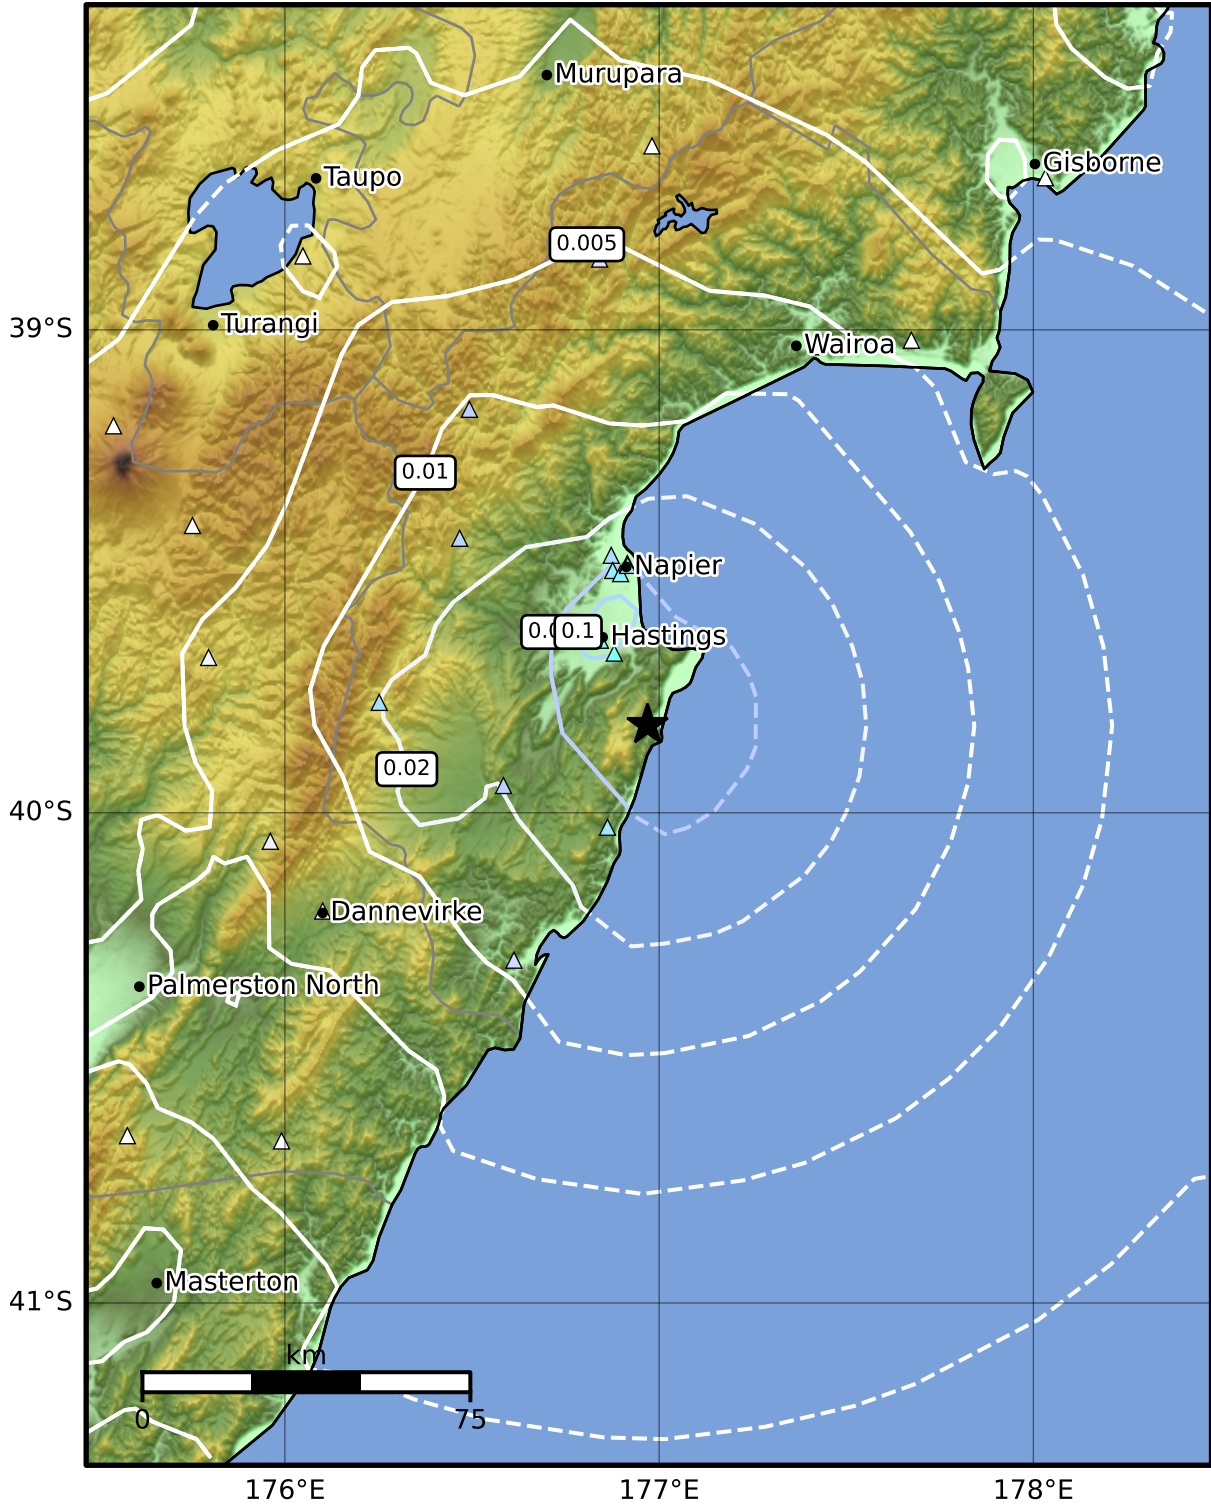 Murupara
Gisborne
Taupo
0.005
Turangi
39°S
Wairoa
0.01
Napier
0.1
Hastings
0.02
40°S
Dannevirke
Palmerston North
Masterton
41°S
km
0
75
176°E
177°E
178°E